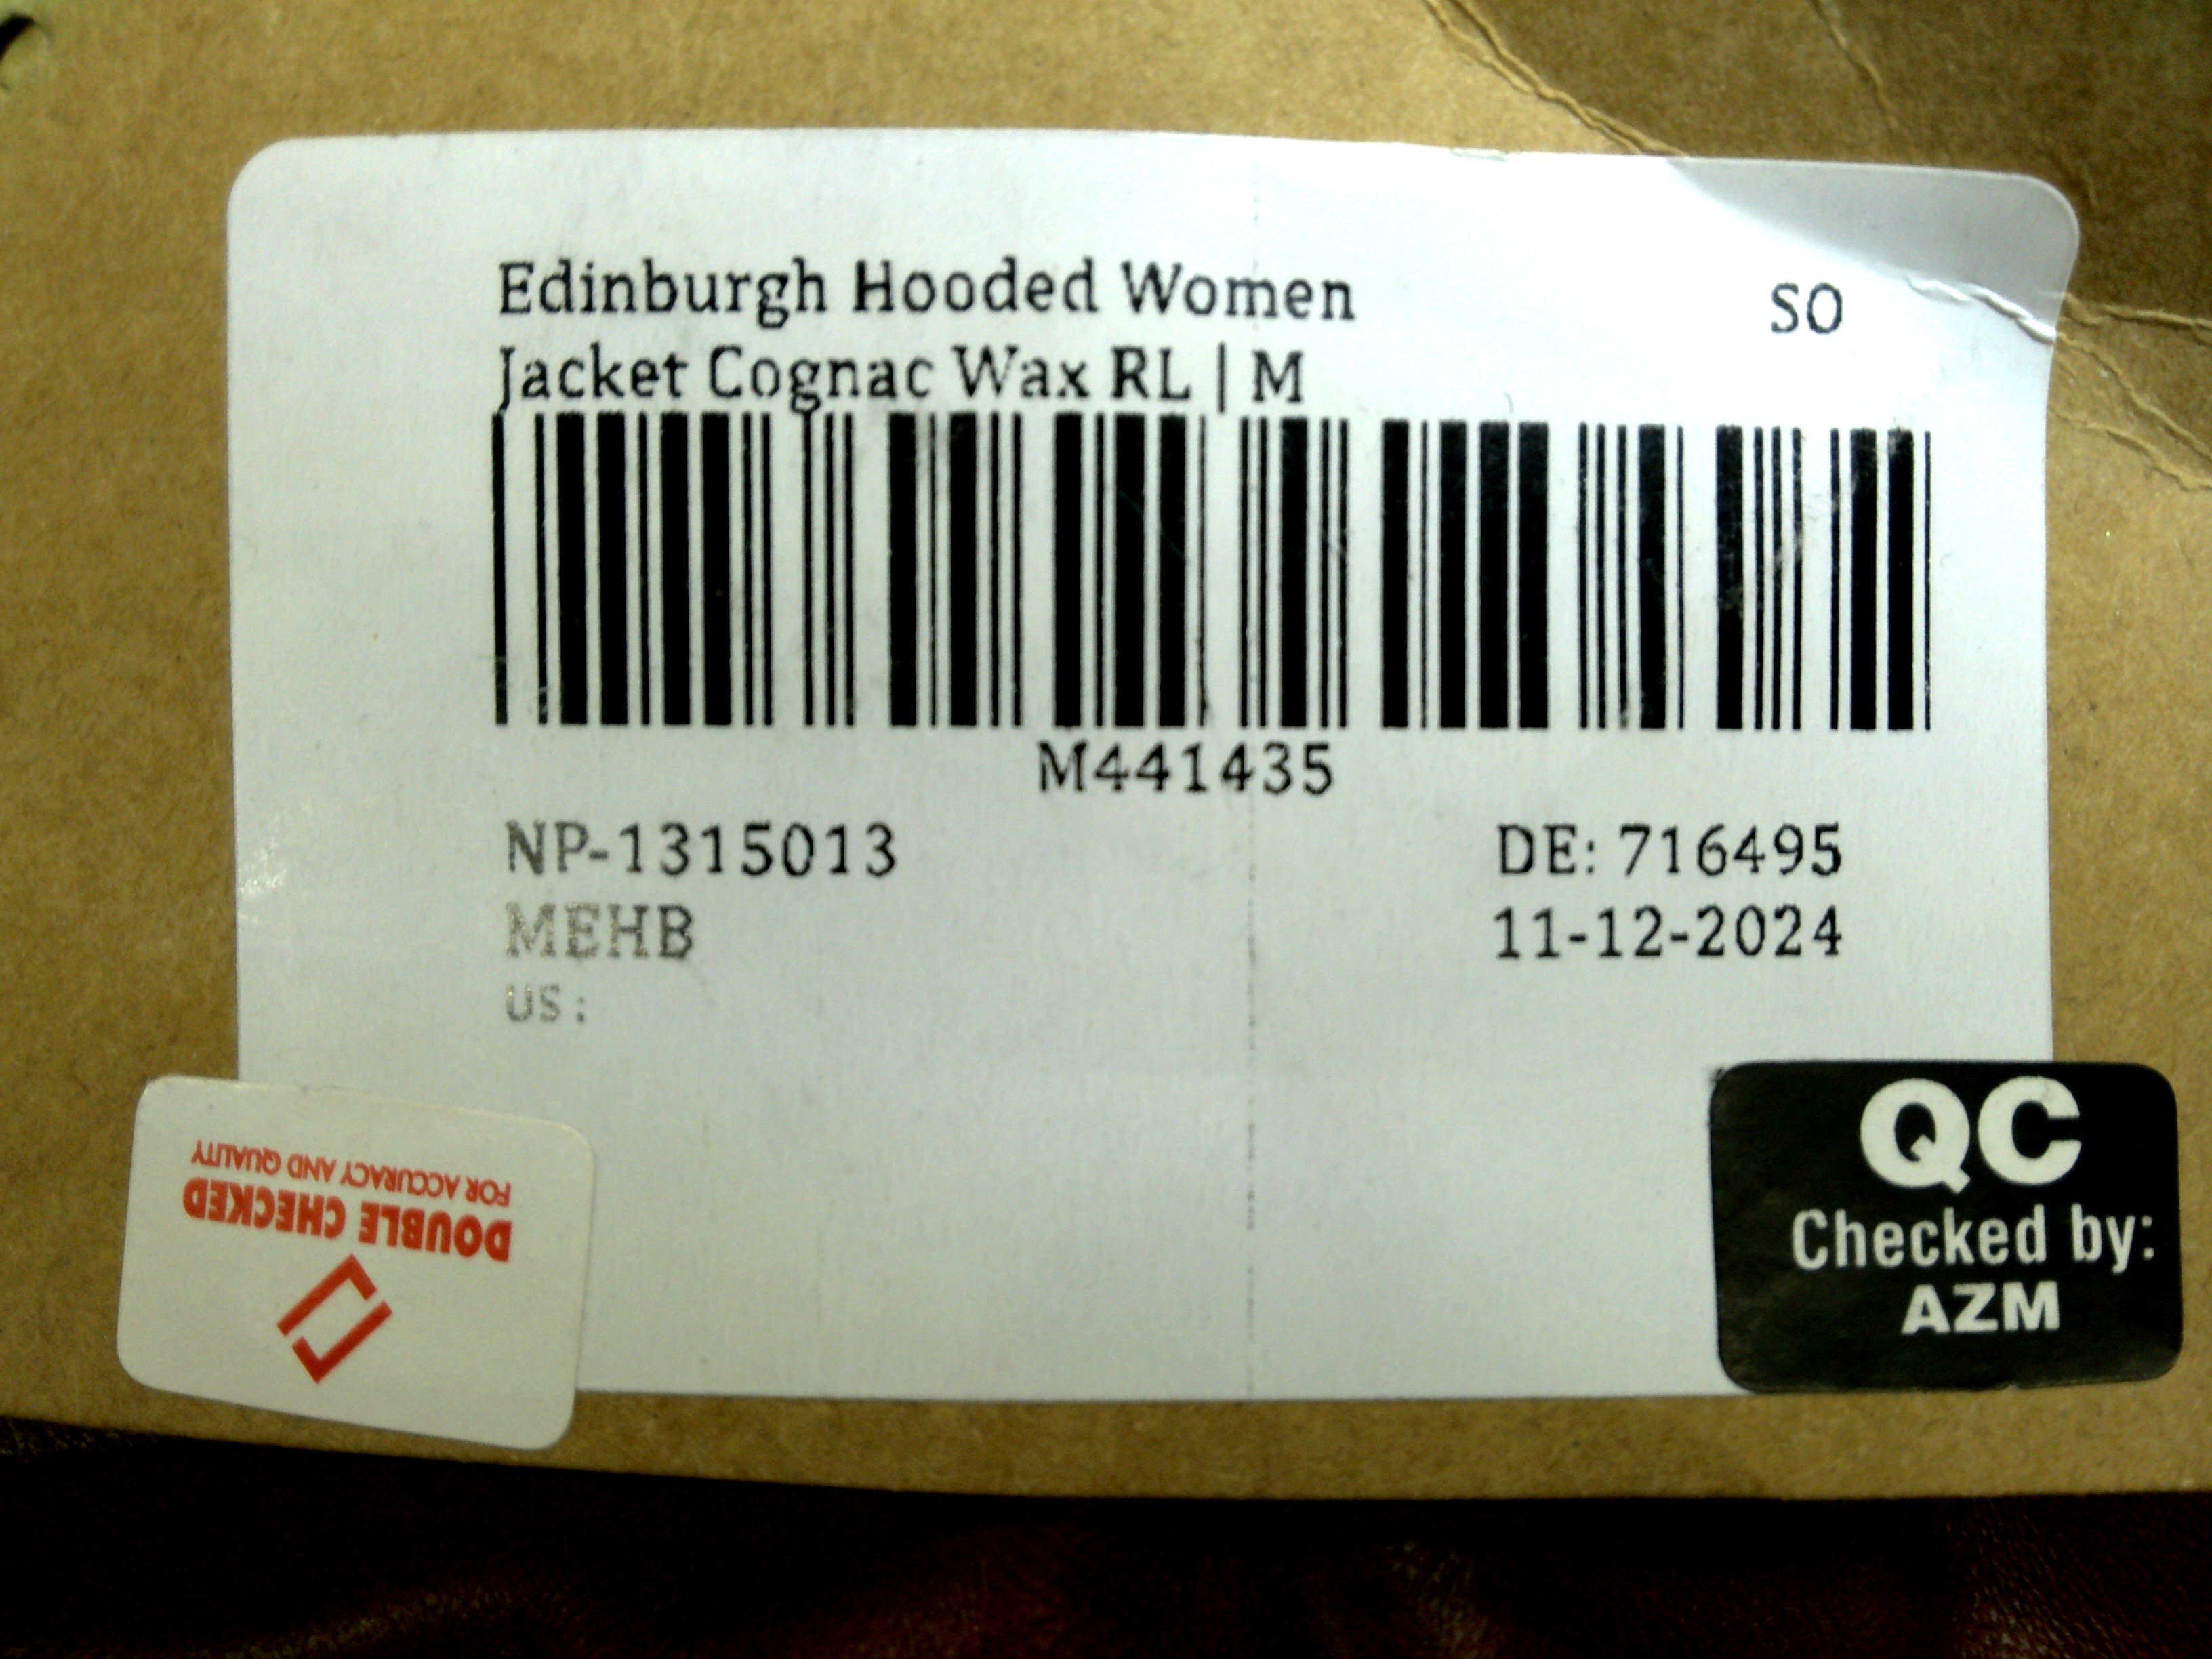 Edinburgh Hooded Women
Jacket Cognac Wax RL | M
SO
M441435
NP-1315013
DE: 716495
MEHB
11-12-2024
US:
DOUBLE CHECKED
FOR ACCURACY AND QUALITY
QC
Checked by:
AZM